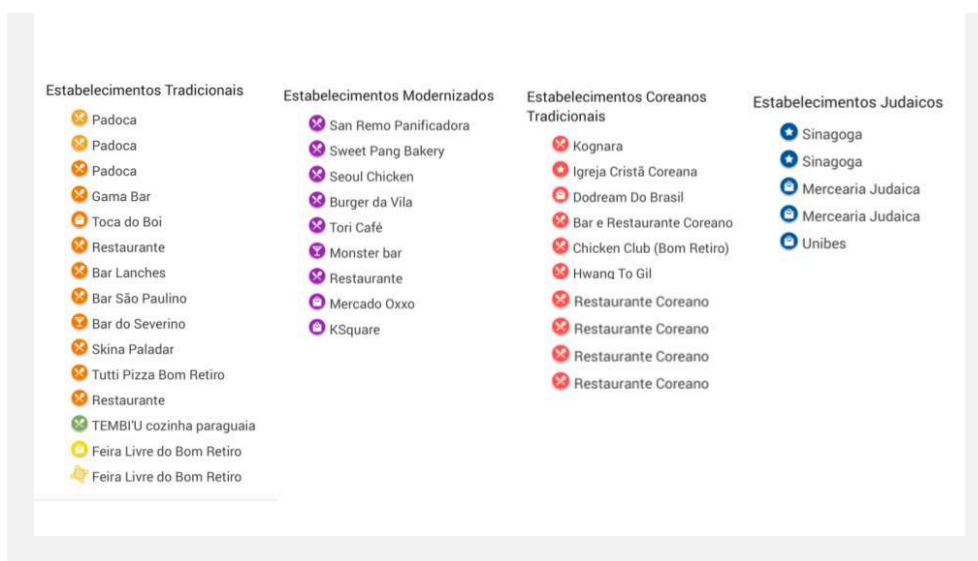 Estabelecimentos Tradicionais
Padoca
Padoca
Padoca
Gama Bar
Toca do Boi
Restaurante
Bar Lanches
Bar São Paulino
Bar do Severino
Skina Paladar
Tutti Pizza Bom Retiro
Restaurante
TEMBI'U cozinha paraguaia
Feira Livre do Bom Retiro
Feira Livre do Bom Retiro
Estabelecimentos Modernizados
San Remo Panificadora
Sweet Pang Bakery
Seoul Chicken
Burger da Vila
Tori Café
Monster bar
Restaurante
Mercado Oxxo
KSquare
Estabelecimentos Coreanos
Tradicionais
Kognara
Igreja Cristã Coreana
Dodream Do Brasil
Bar e Restaurante Coreano
Chicken Club (Bom Retiro)
Hwang To Gil
Restaurante Coreano
Restaurante Coreano
Restaurante Coreano
Restaurante Coreano
Estabelecimentos Judaicos
Sinagoga
Sinagoga
Mercearia Judaica
Mercearia Judaica
Unibes